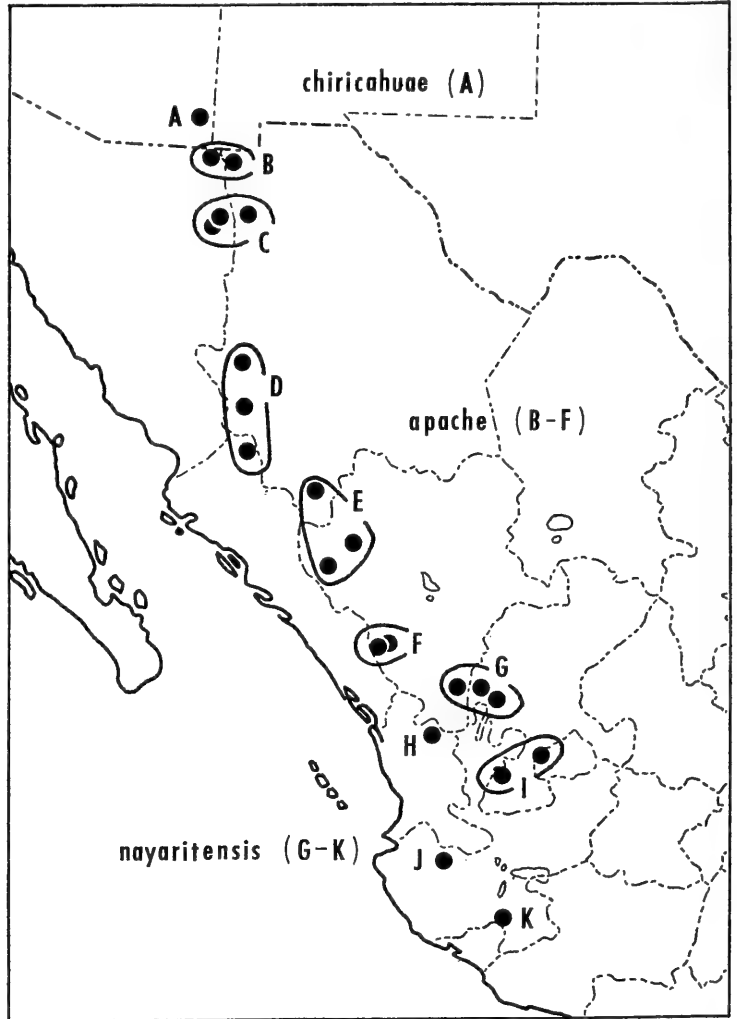 chiricahuae (A)
A
B
C
D
apache (B-F)
E
F
G
H
I
nayaritensis (G-K)
J
K